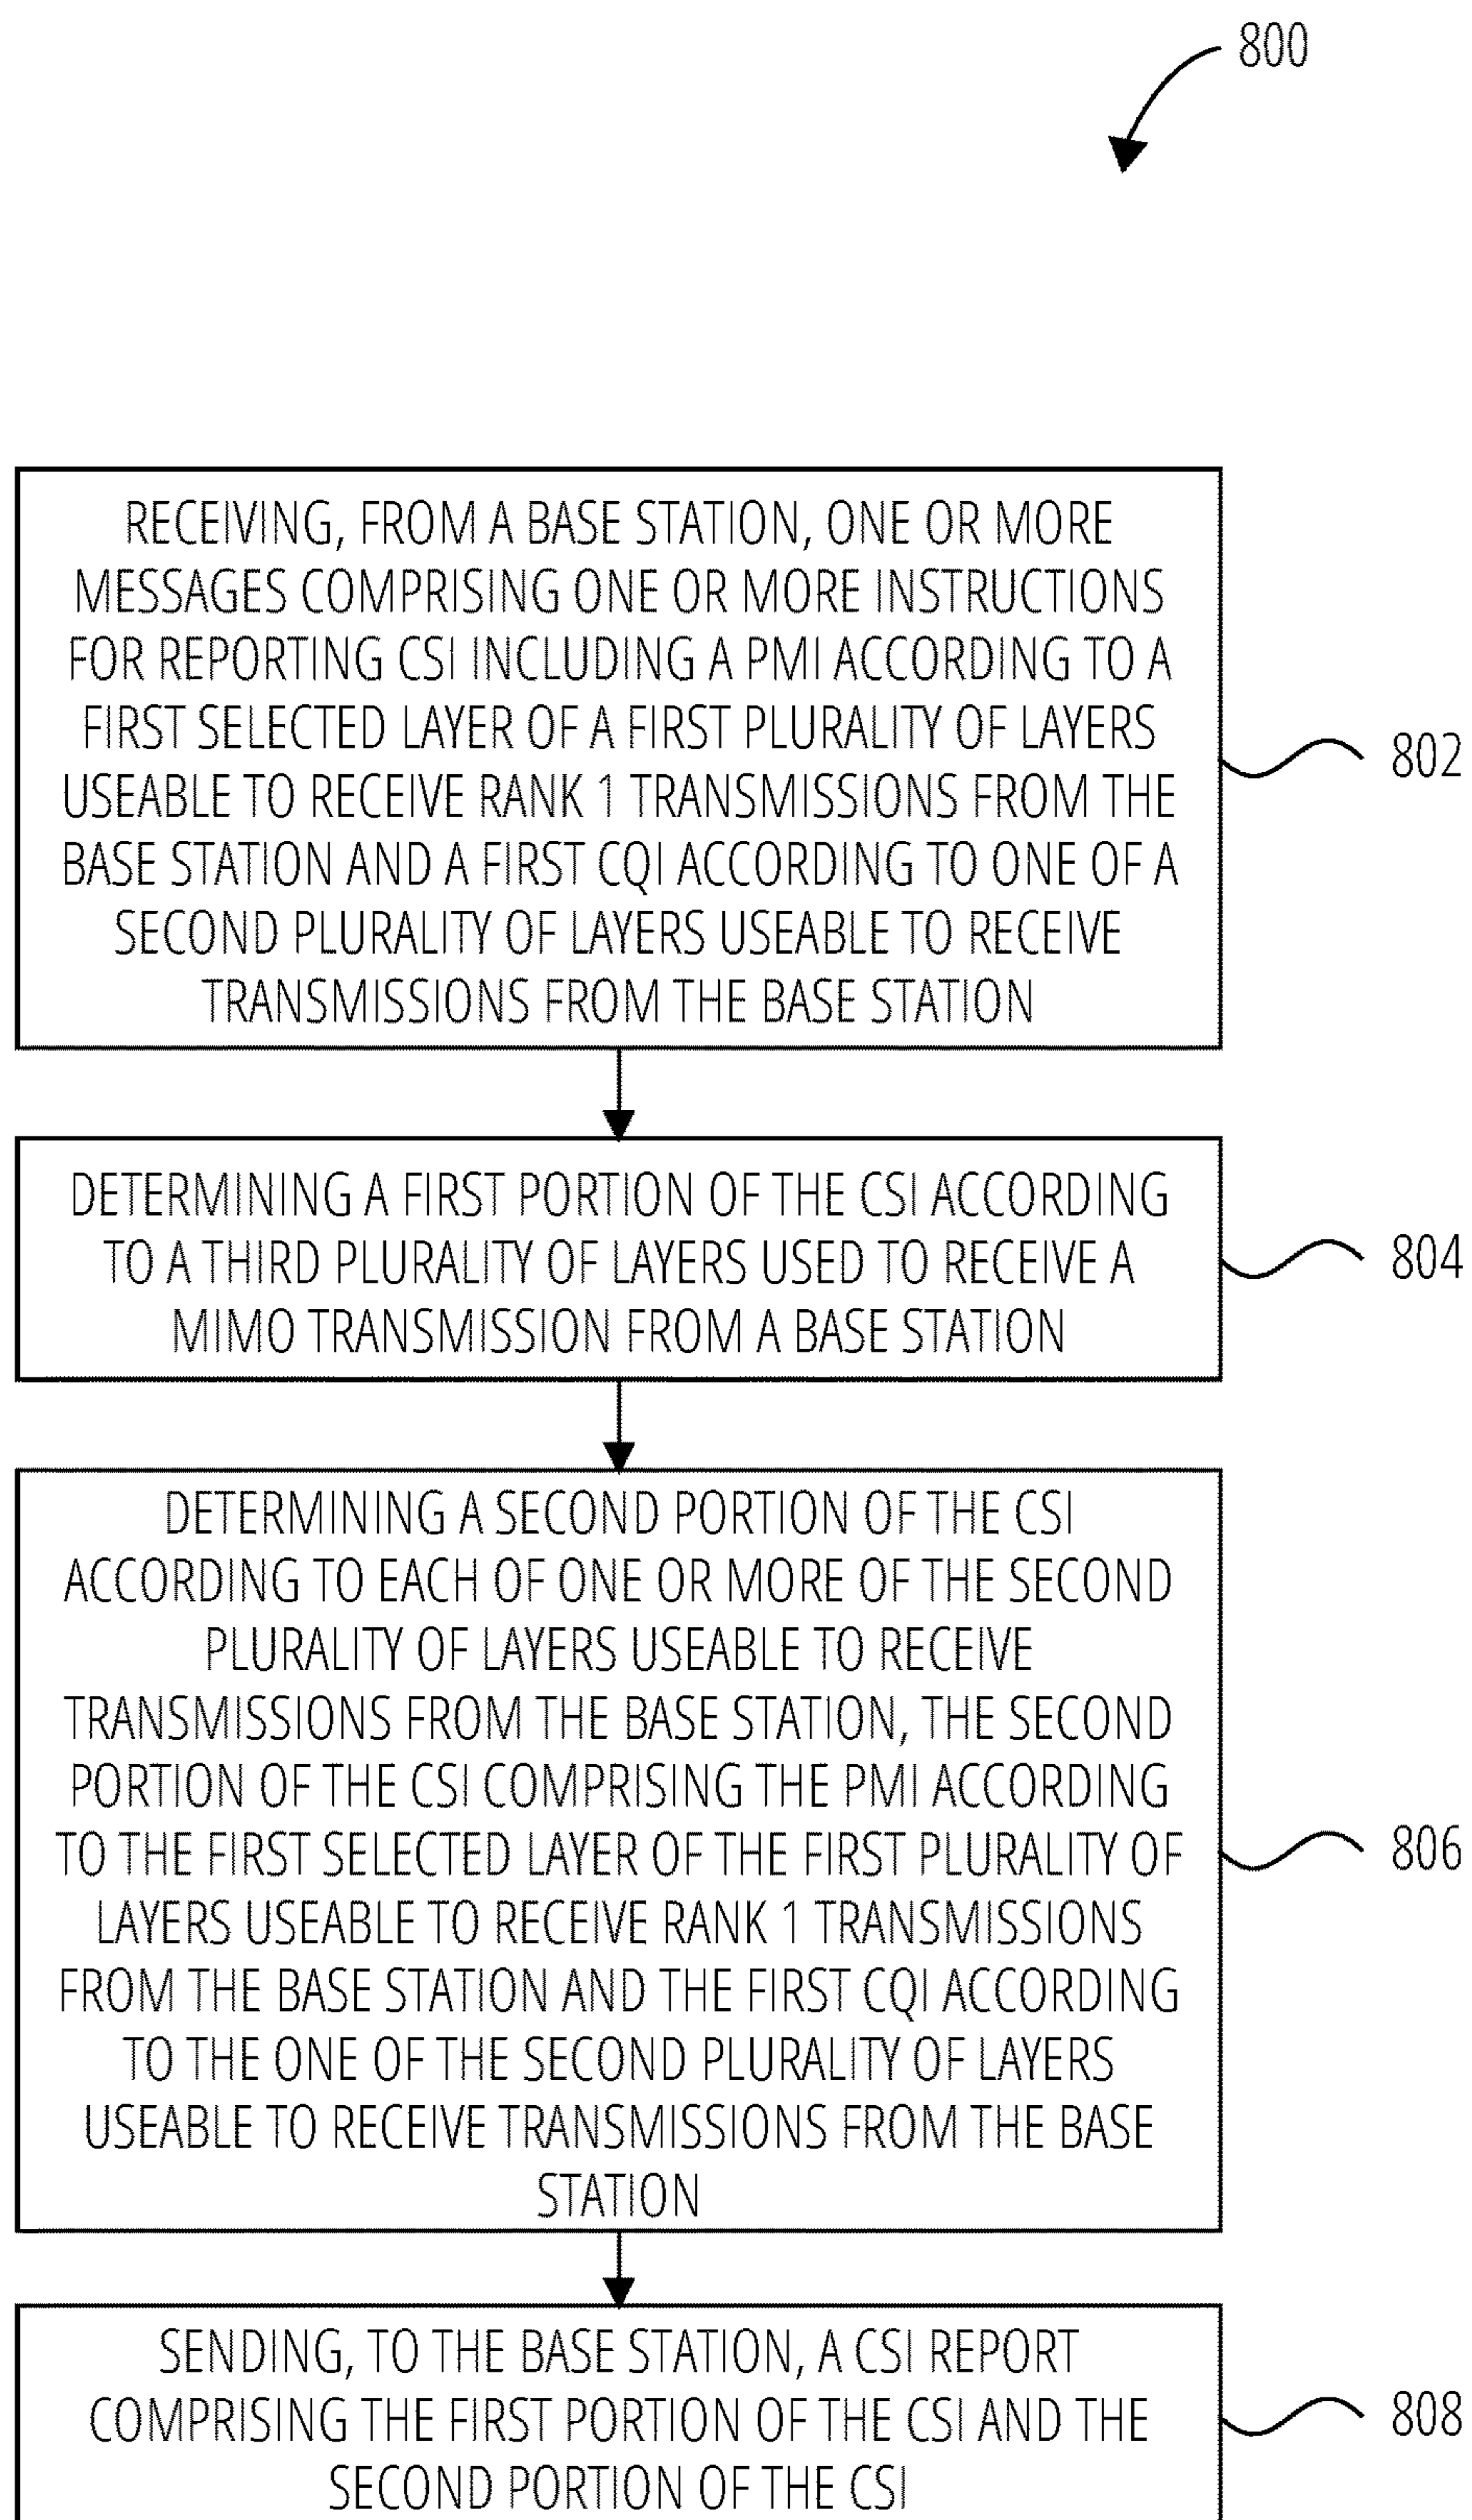 800
RECEIVING, FROM A BASE STATION, ONE OR MORE
MESSAGES COMPRISING ONE OR MORE INSTRUCTIONS
FOR REPORTING CSI INCLUDING A PMI ACCORDING TO A
FIRST SELECTED LAYER OF A FIRST PLURALITY OF LAYERS
USEABLE TO RECEIVE RANK 1 TRANSMISSIONS FROM THE
BASE STATION AND A FIRST CQI ACCORDING TO ONE OF A
SECOND PLURALITY OF LAYERS USEABLE TO RECEIVE
TRANSMISSIONS FROM THE BASE STATION
802
DETERMINING A FIRST PORTION OF THE CSI ACCORDING
TO A THIRD PLURALITY OF LAYERS USED TO RECEIVE A
MIMO TRANSMISSION FROM A BASE STATION
804
DETERMINING A SECOND PORTION OF THE CSI
ACCORDING TO EACH OF ONE OR MORE OF THE SECOND
PLURALITY OF LAYERS USEABLE TO RECEIVE
TRANSMISSIONS FROM THE BASE STATION, THE SECOND
PORTION OF THE CSI COMPRISING THE PMI ACCORDING
TO THE FIRST SELECTED LAYER OF THE FIRST PLURALITY OF
LAYERS USEABLE TO RECEIVE RANK 1 TRANSMISSIONS
FROM THE BASE STATION AND THE FIRST CQI ACCORDING
TO THE ONE OF THE SECOND PLURALITY OF LAYERS
USEABLE TO RECEIVE TRANSMISSIONS FROM THE BASE
STATION
806
SENDING, TO THE BASE STATION, A CSI REPORT
COMPRISING THE FIRST PORTION OF THE CSI AND THE
SECOND PORTION OF THE CSI
808